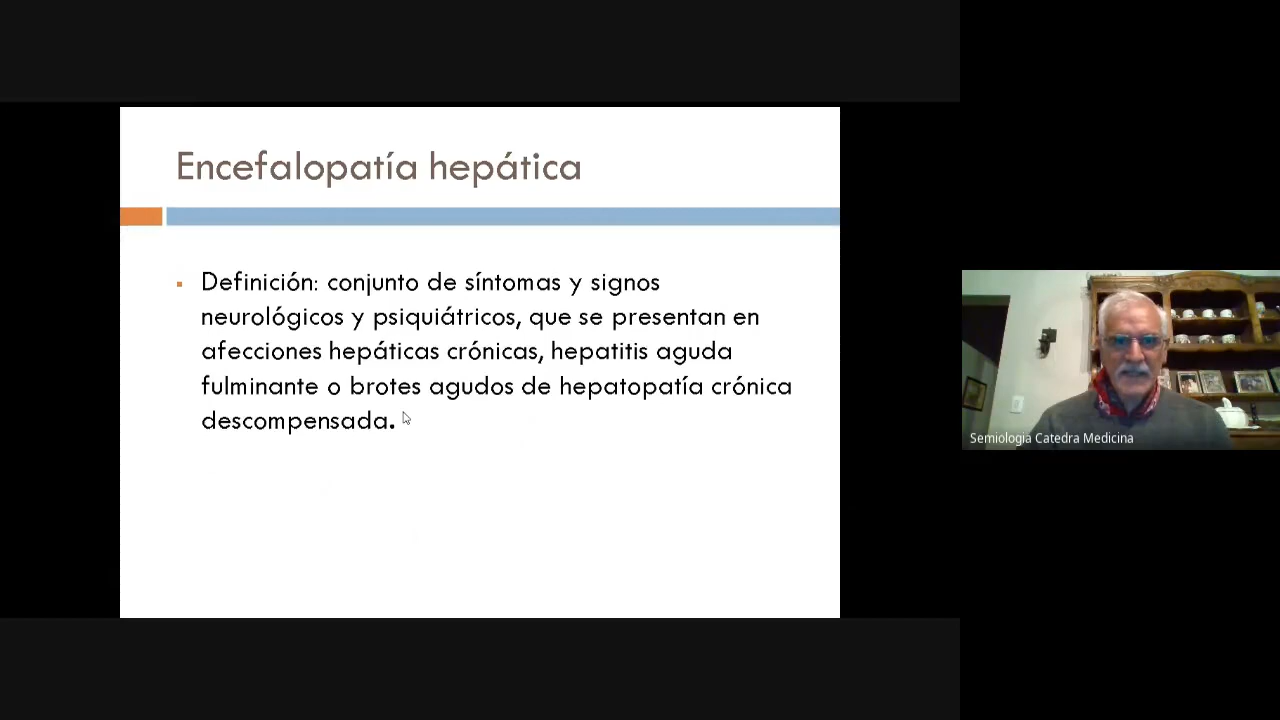 Encefalopatía hepática
Definición: conjunto de síntomas y signos
neurológicos y psiquiátricos, que se presentan en
afecciones hepáticas crónicas, hepatitis aguda
fulminante o brotes agudos de hepatopatía crónica
descompensada.
Semiologia Catedra Medicina